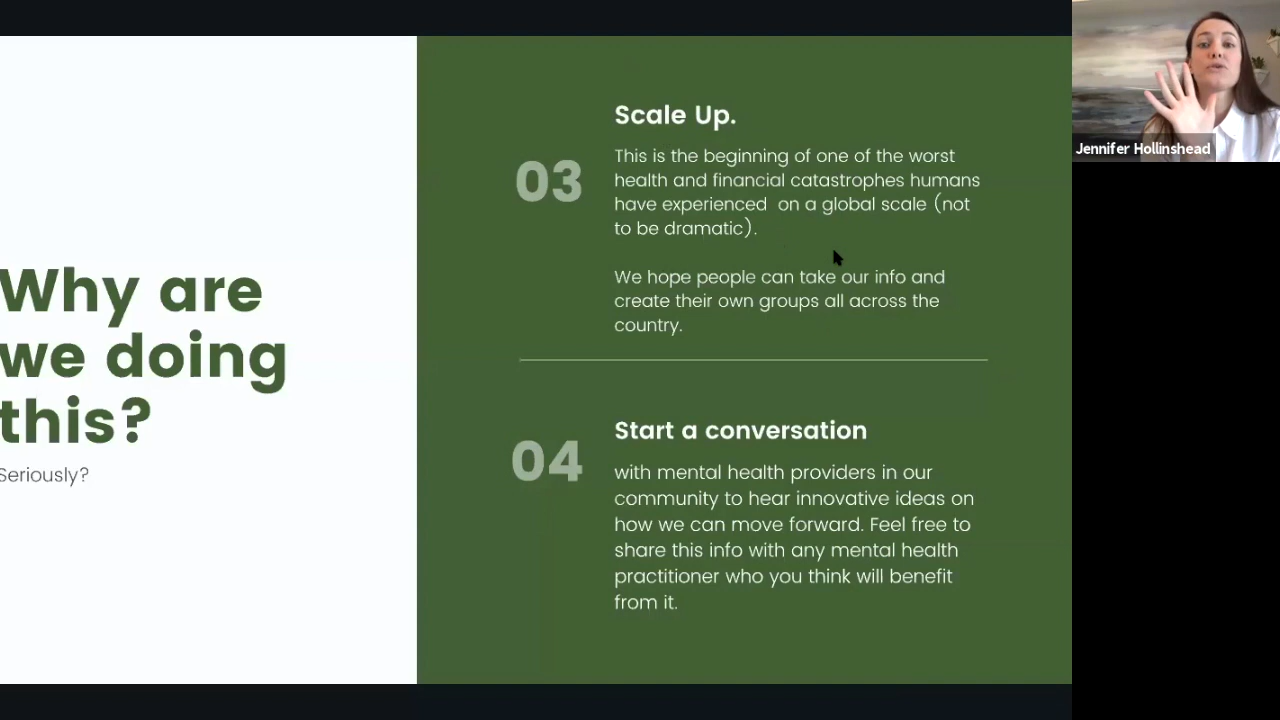 Why are
we doing
this?
Seriously?
03
Scale Up.
This is the beginning of one of the worst
health and financial catastrophes humans
have experienced  on a global scale (not
to be dramatic).
We hope people can take our info and
create their own groups all across the
country.
04
Start a conversation
with mental health providers in our
community to hear innovative ideas on
how we can move forward. Feel free to
share this info with any mental health
practitioner who you think will benefit
from it.
Jennifer Hollinshead